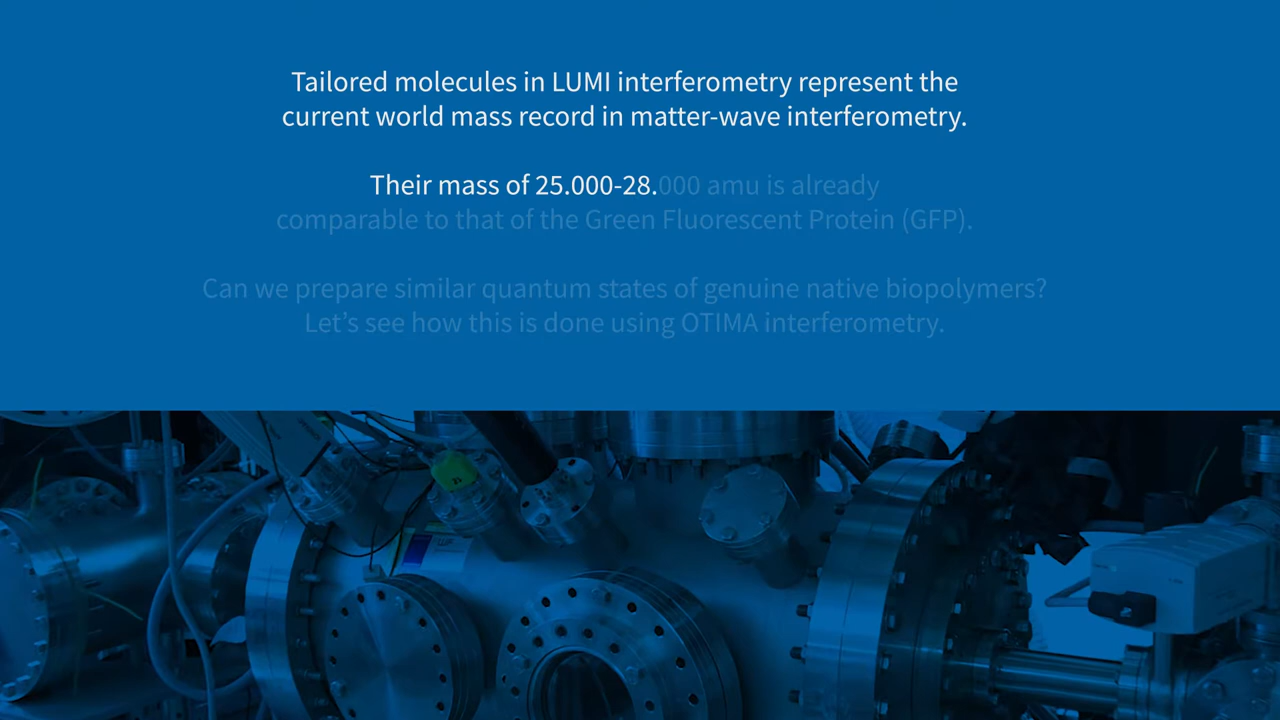 Tailored molecules in LUMI interferometry represent the
current world mass record in matter-wave interferometry.
Their mass of 25.000-28.000 amu is already
comparable to that of the Green Fluorescent Protein (GFP).
Can we prepare similar quantum states of genuine native biopolymers?
Let’s see how this is done using OTIMA interferometry.